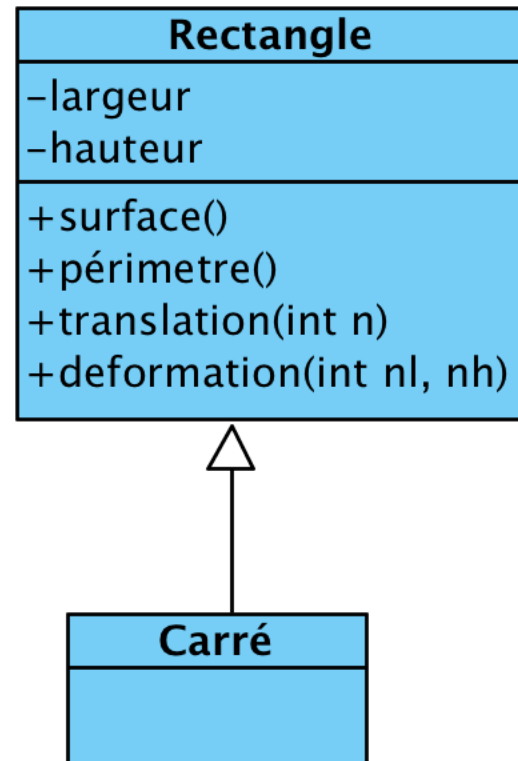 Rectangle
-largeur
-hauteur
+surface()
+périmetre()
+translation(int n)
+deformation(int nl, nh)
Carré